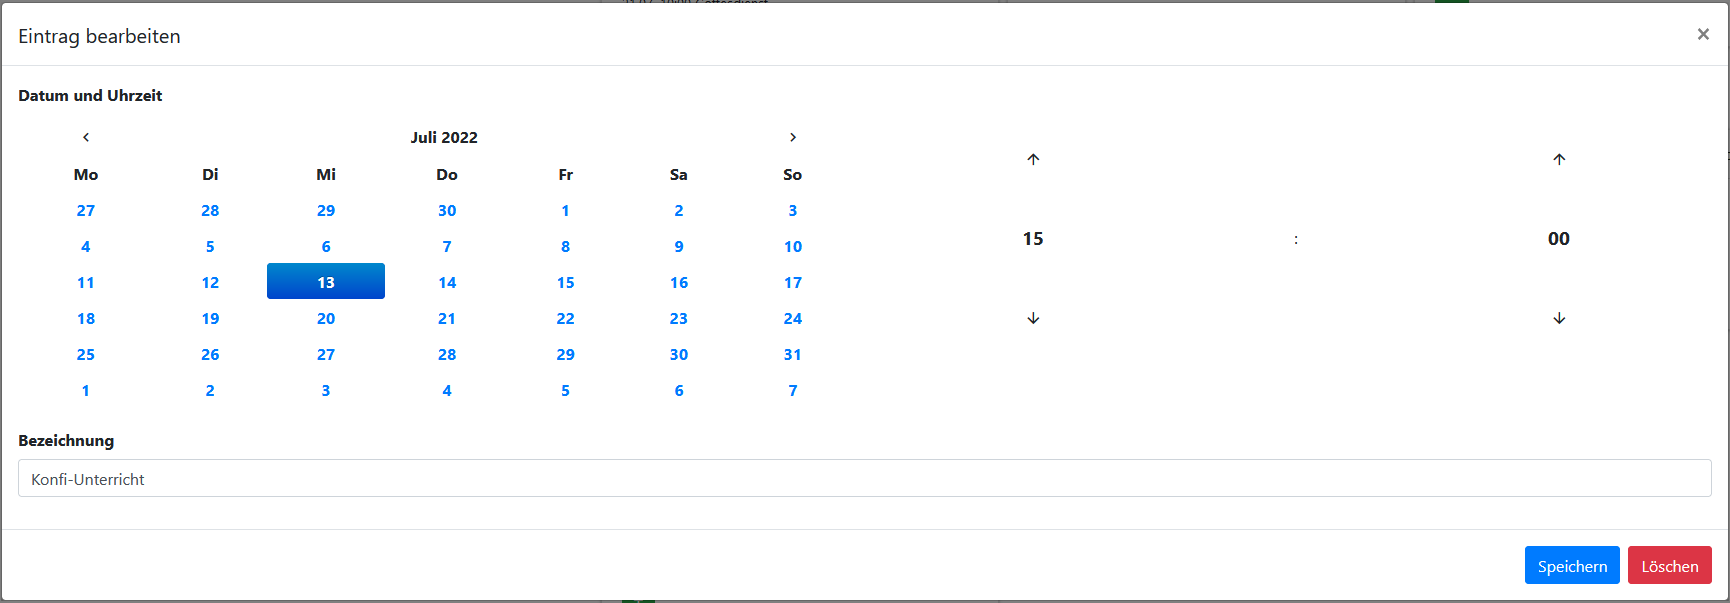 Eintrag bearbeiten ×
Datum und Uhrzeit
‹ Juli 2022 ›
Mo Di Mi Do Fr Sa So
27 28 29 30 1 2 3
4 5 6 7 8 9 10
11 12 13 14 15 16 17
18 19 20 21 22 23 24
25 26 27 28 29 30 31
1 2 3 4 5 6 7
15 : 00
Bezeichnung
Konfi-Unterricht
Speichern Löschen